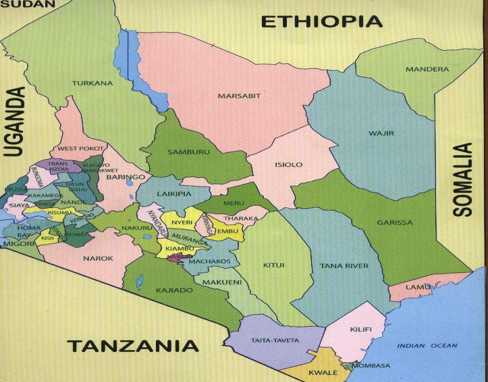 SUDAN
ETHIOPIA
UGANDA
SOMALIA
TANZANIA
INDIAN OCEAN
TURKANA
MARSABIT
MANDERA
WAJIR
WEST POKOT
SAMBURU
ISIOLO
TRANS
NZOIA
BARINGO
LAIKIPIA
KAKAMEGA
NANDI
SIAYA
KISUMU
MERU
THARAKA
NYERI
EMBU
MURANGA
KIAMBU
NAKURU
HOMA
BAY
KISII
MIGORI
NAROK
MACHAKOS
MAKUENI
KITUI
GARISSA
TANA RIVER
KAJIADO
LAMU
TAITA-TAVETA
KILIFI
KWALE
MOMBASA